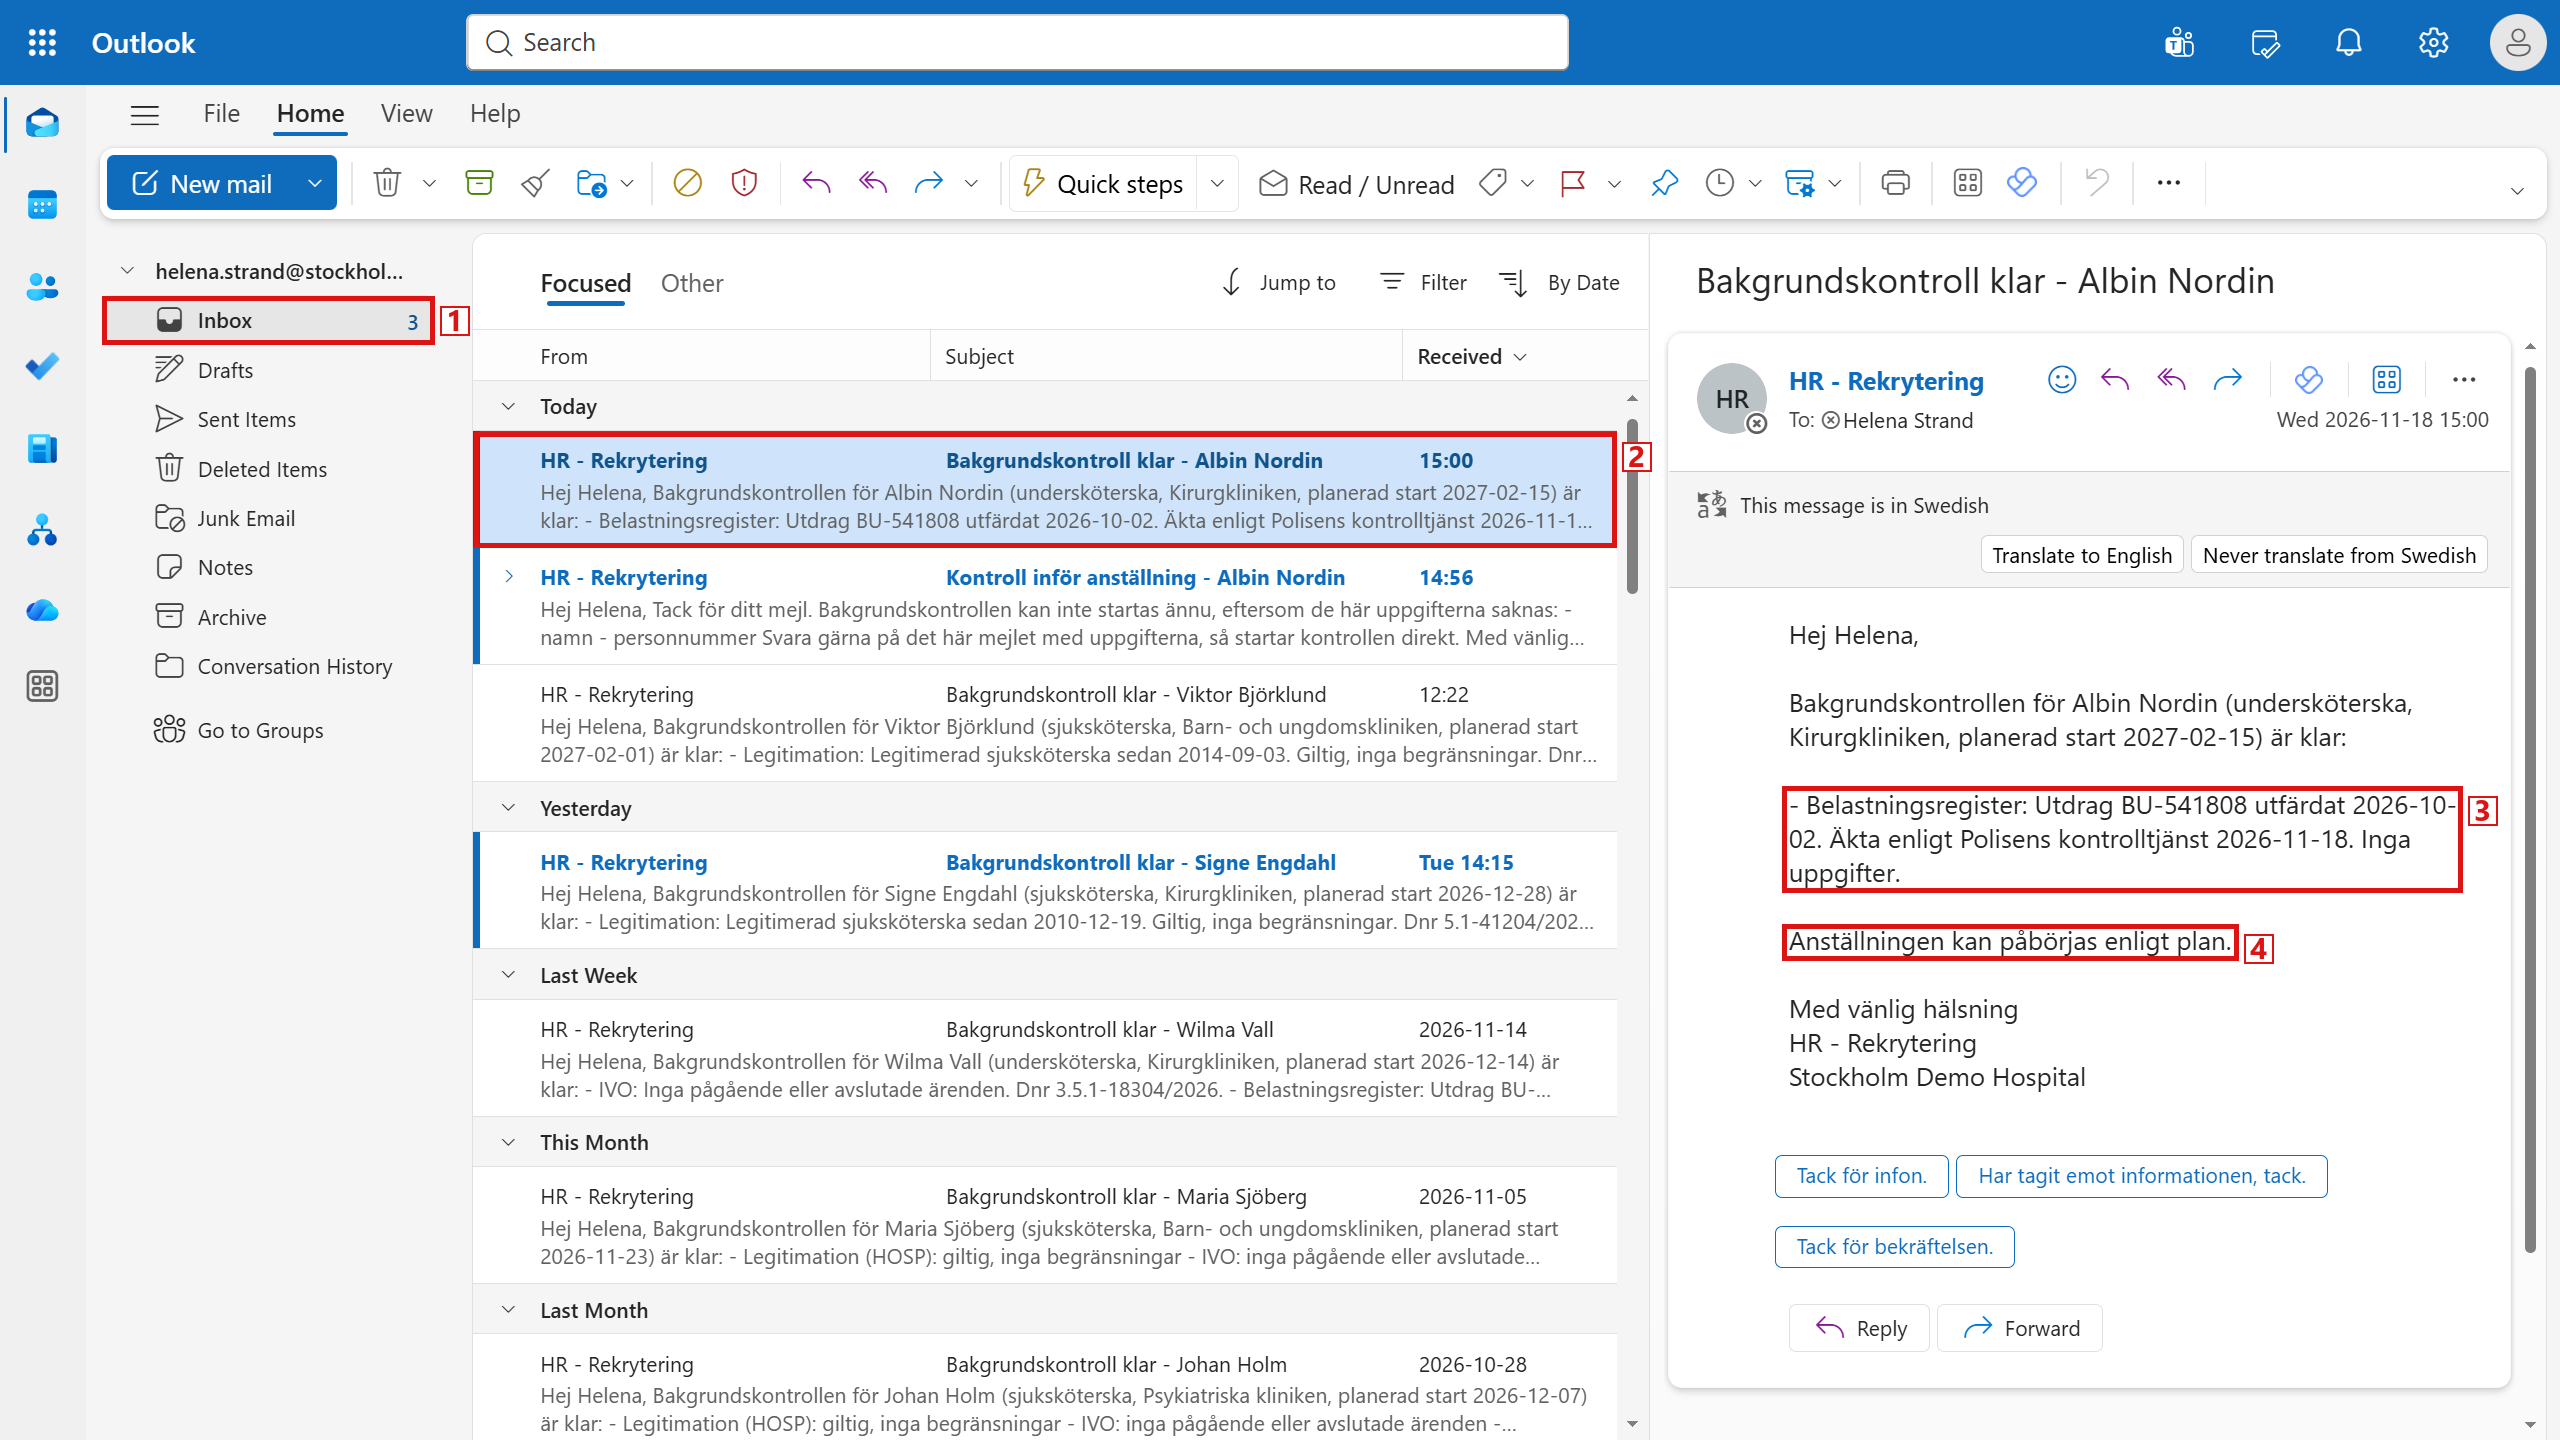 Outlook
Search
File Home View Help
New mail
Quick steps
Read / Unread
helena.strand@stockhol...
Inbox 3
1
Drafts
Sent Items
Deleted Items
Junk Email
Notes
Archive
Conversation History
Go to Groups
Focused Other
Jump to Filter By Date
From Subject Received
Today
HR - Rekrytering Bakgrundskontroll klar - Albin Nordin 15:00
Hej Helena, Bakgrundskontrollen för Albin Nordin (undersköterska, Kirurgkliniken, planerad start 2027-02-15) är
klar: - Belastningsregister: Utdrag BU-541808 utfärdat 2026-10-02. Äkta enligt Polisens kontrolltjänst 2026-11-1...
2
HR - Rekrytering Kontroll inför anställning - Albin Nordin 14:56
Hej Helena, Tack för ditt mejl. Bakgrundskontrollen kan inte startas ännu, eftersom de här uppgifterna saknas: -
namn - personnummer Svara gärna på det här mejlet med uppgifterna, så startar kontrollen direkt. Med vänlig...
HR - Rekrytering Bakgrundskontroll klar - Viktor Björklund 12:22
Hej Helena, Bakgrundskontrollen för Viktor Björklund (sjuksköterska, Barn- och ungdomskliniken, planerad start
2027-02-01) är klar: - Legitimation: Legitimerad sjuksköterska sedan 2014-09-03. Giltig, inga begränsningar. Dnr...
Yesterday
HR - Rekrytering Bakgrundskontroll klar - Signe Engdahl Tue 14:15
Hej Helena, Bakgrundskontrollen för Signe Engdahl (sjuksköterska, Kirurgkliniken, planerad start 2026-12-28) är
klar: - Legitimation: Legitimerad sjuksköterska sedan 2010-12-19. Giltig, inga begränsningar. Dnr 5.1-41204/202...
Last Week
HR - Rekrytering Bakgrundskontroll klar - Wilma Vall 2026-11-14
Hej Helena, Bakgrundskontrollen för Wilma Vall (undersköterska, Kirurgkliniken, planerad start 2026-12-14) är
klar: - IVO: Inga pågående eller avslutade ärenden. Dnr 3.5.1-18304/2026. - Belastningsregister: Utdrag BU-...
This Month
HR - Rekrytering Bakgrundskontroll klar - Maria Sjöberg 2026-11-05
Hej Helena, Bakgrundskontrollen för Maria Sjöberg (sjuksköterska, Barn- och ungdomskliniken, planerad start
2026-11-23) är klar: - Legitimation (HOSP): giltig, inga begränsningar - IVO: inga pågående eller avslutade...
Last Month
HR - Rekrytering Bakgrundskontroll klar - Johan Holm 2026-10-28
Hej Helena, Bakgrundskontrollen för Johan Holm (sjuksköterska, Psykiatriska kliniken, planerad start 2026-12-07)
är klar: - Legitimation (HOSP): giltig, inga begränsningar - IVO: inga pågående eller avslutade ärenden -...
Bakgrundskontroll klar - Albin Nordin
HR
HR - Rekrytering
To: Helena Strand
Wed 2026-11-18 15:00
This message is in Swedish
Translate to English Never translate from Swedish
Hej Helena,
Bakgrundskontrollen för Albin Nordin (undersköterska,
Kirurgkliniken, planerad start 2027-02-15) är klar:
- Belastningsregister: Utdrag BU-541808 utfärdat 2026-10-
02. Äkta enligt Polisens kontrolltjänst 2026-11-18. Inga
uppgifter.
3
Anställningen kan påbörjas enligt plan.
4
Med vänlig hälsning
HR - Rekrytering
Stockholm Demo Hospital
Tack för infon. Har tagit emot informationen, tack.
Tack för bekräftelsen.
Reply Forward